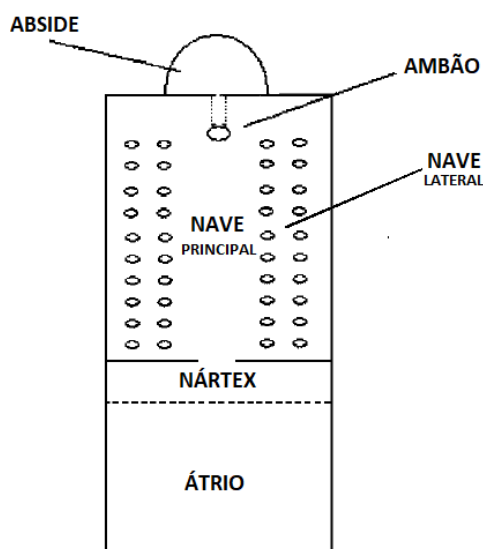 ABSIDE
AMBÃO
NAVE
LATERAL
NAVE
PRINCIPAL
NÁRTEX
ÁTRIO